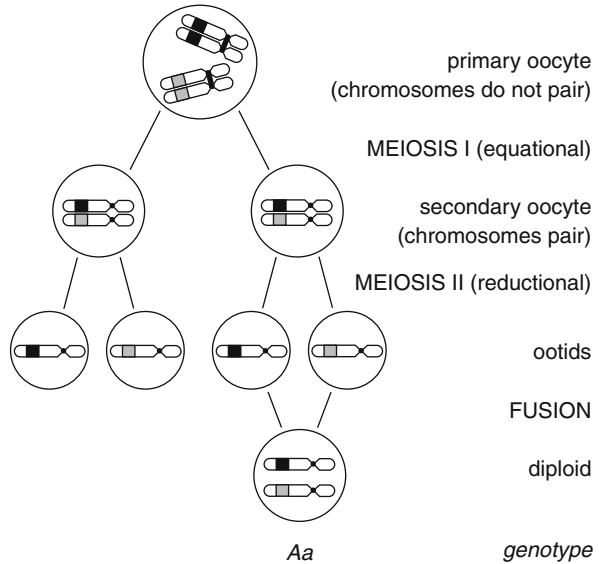 primary oocyte
(chromosomes do not pair)
MEIOSIS I (equational)
secondary oocyte
(chromosomes pair)
MEIOSIS II (reductional)
ootids
FUSION
diploid
Aa genotype